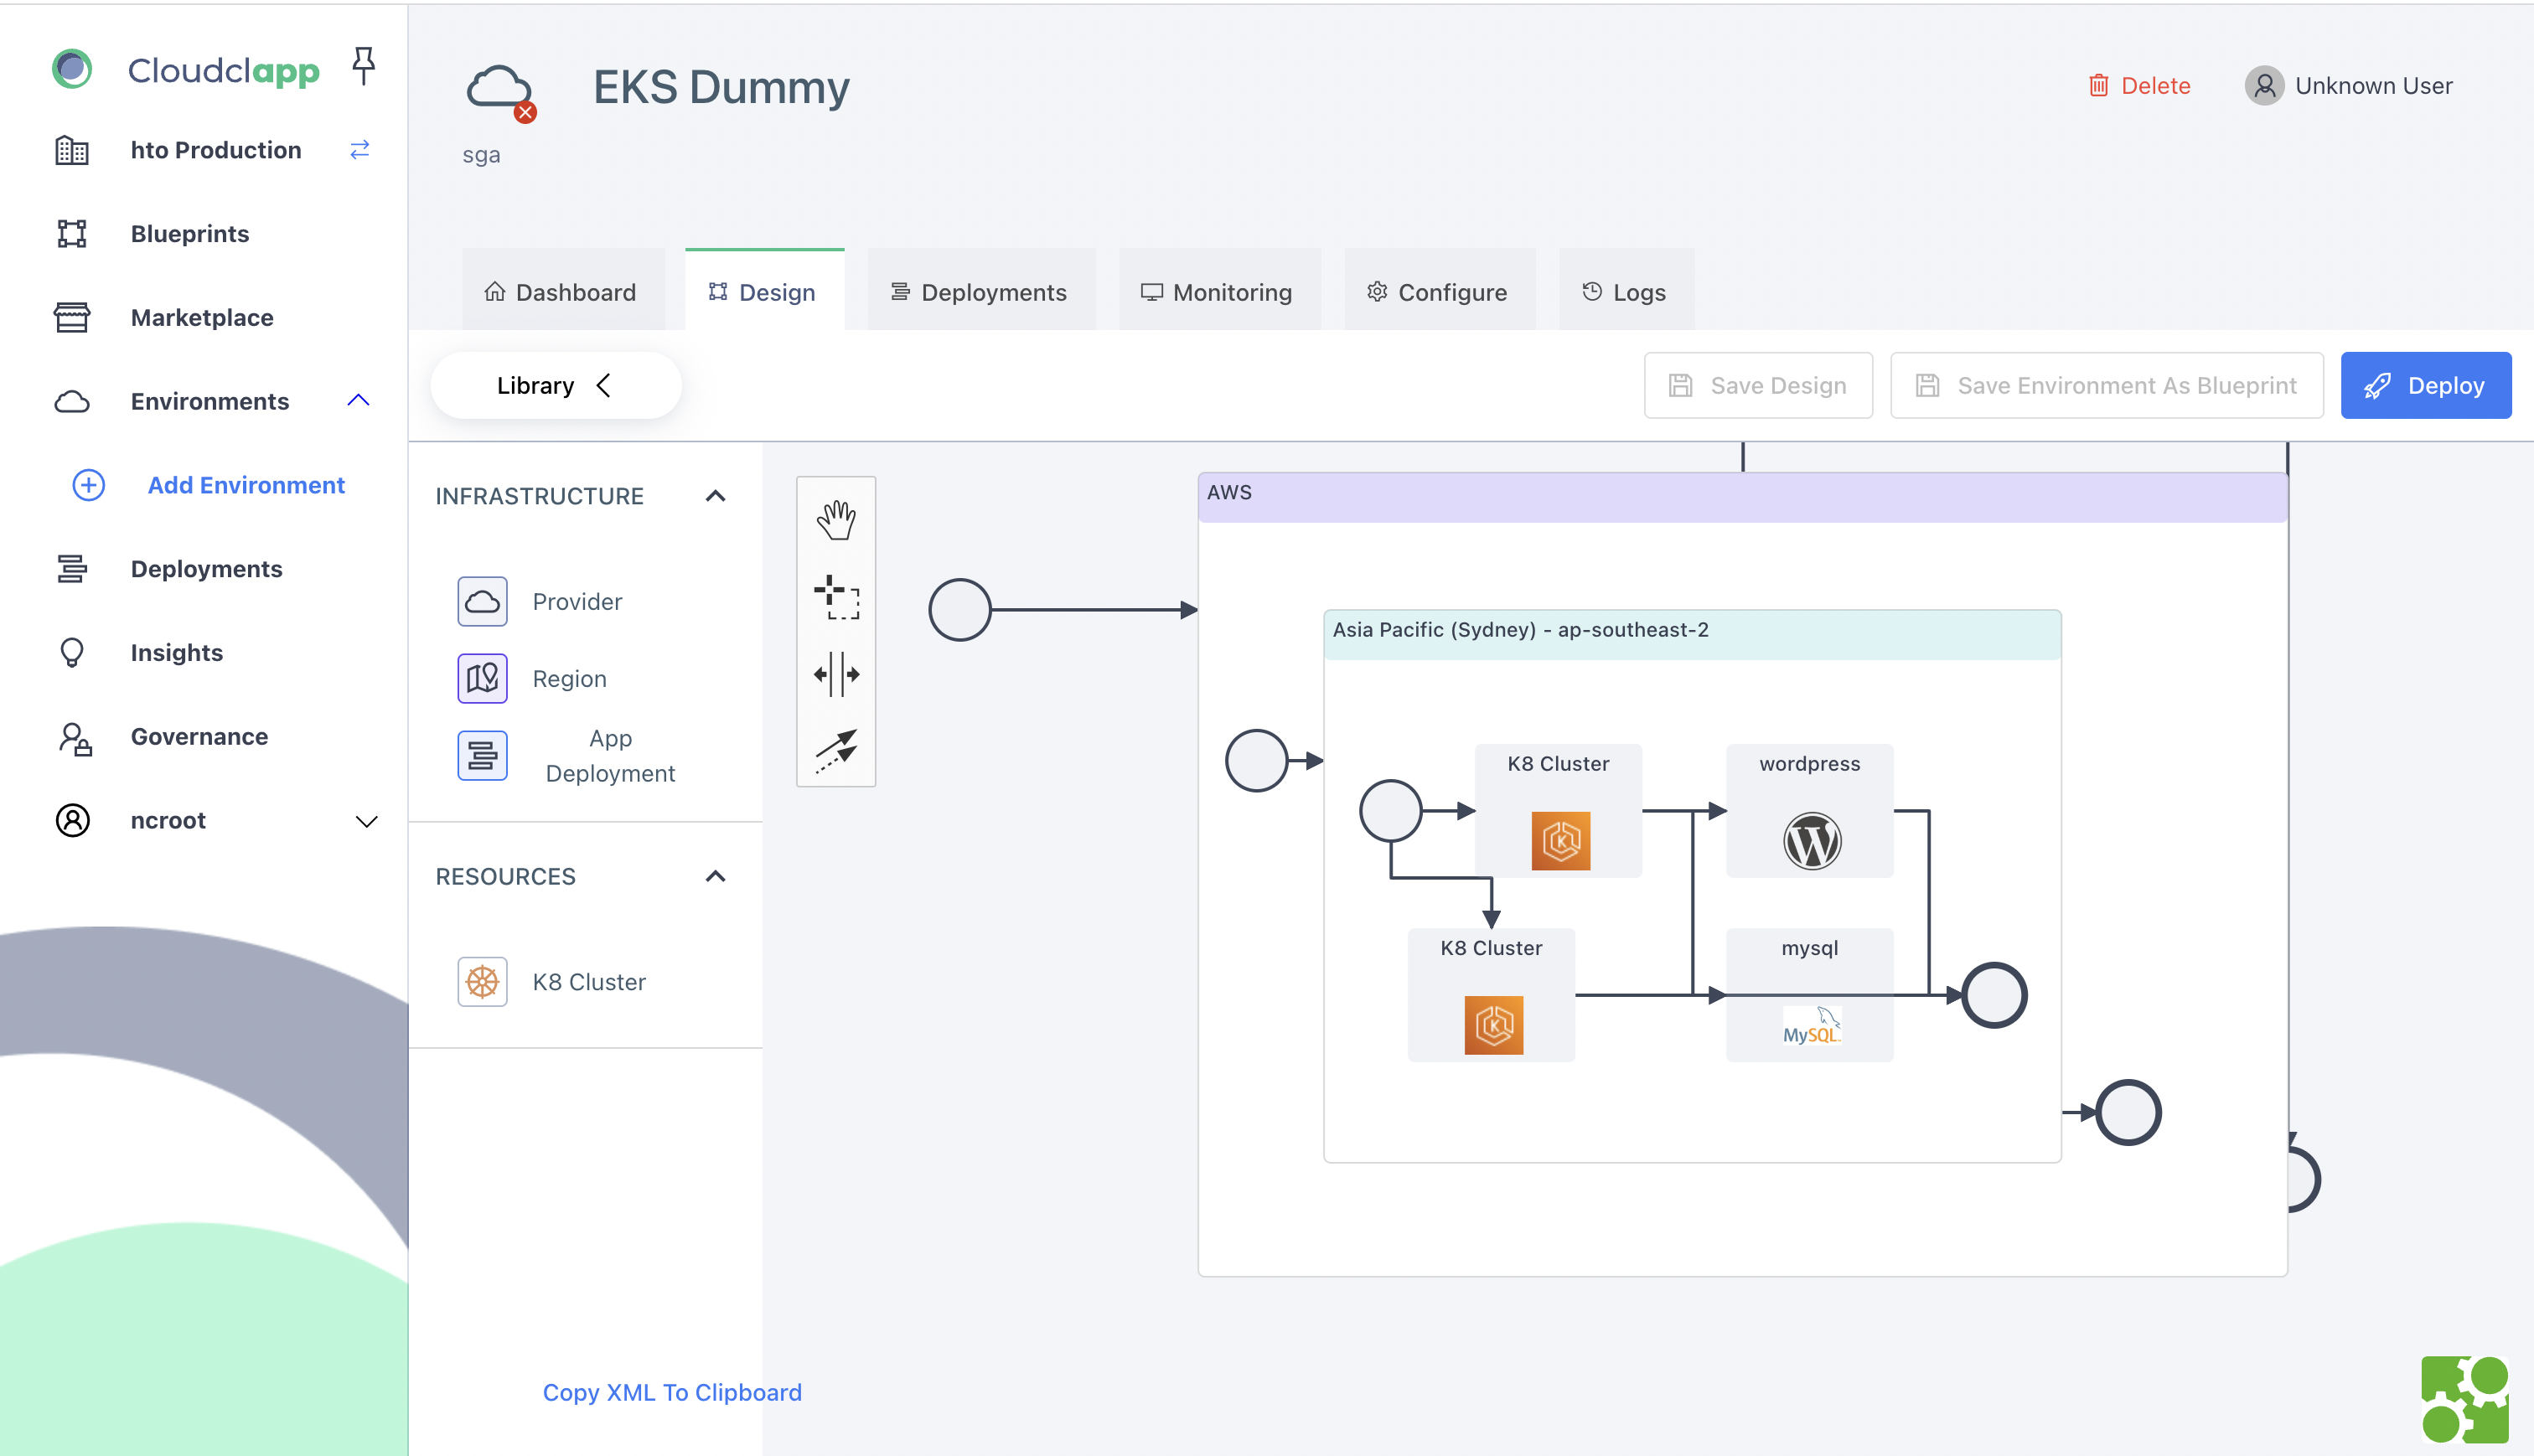 Cloudclapp
hto Production
Blueprints
Marketplace
Environments
Add Environment
Deployments
Insights
Governance
ncroot
EKS Dummy
sga
Delete
Unknown User
Dashboard
Design
Deployments
Monitoring
Configure
Logs
Library
Save Design
Save Environment As Blueprint
Deploy
INFRASTRUCTURE
Provider
Region
App
Deployment
RESOURCES
K8 Cluster
Copy XML To Clipboard
AWS
Asia Pacific (Sydney) - ap-southeast-2
K8 Cluster
K
wordpress
W
K8 Cluster
K
mysql
MySQL